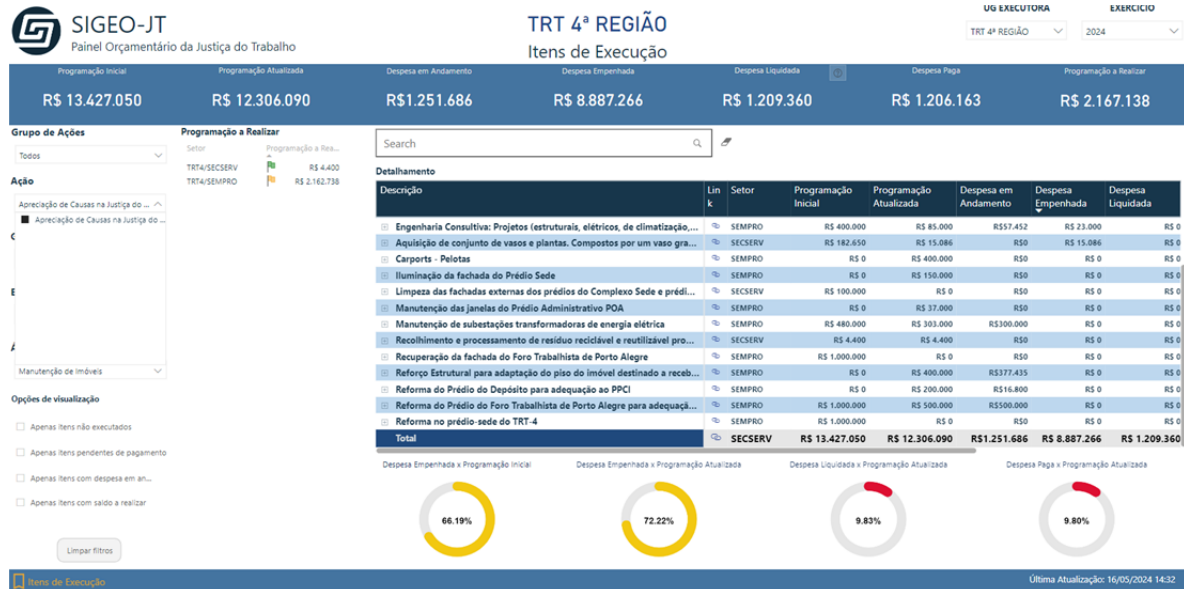 SIGEO-JT
Painel Orçamentário da Justiça do Trabalho
TRT 4ª REGIÃO
Itens de Execução
UG EXECUTORA
EXERCÍCIO
TRT 4ª REGIÃO
2024
Programação Inicial
Programação Atualizada
Despesa em Andamento
Despesa Empenhada
Despesa Liquidada
Despesa Paga
Programação a Realizar
R$ 13.427.050
R$ 12.306.090
R$1.251.686
R$ 8.887.266
R$ 1.209.360
R$ 1.206.163
R$ 2.167.138
Grupo de Ações
Todos
Ação
Apreciação de Causas na Justiça do ...
Apreciação de Causas na Justiça do ...
Manutenção de Imóveis
Opções de visualização
Apenas itens não executados
Apenas itens pendentes de pagamento
Apenas itens com despesa em an...
Apenas itens com saldo a realizar
Limpar filtros
Programação a Realizar
Setor Programação a Rea...
TRT4/SECSERV R$ 4.400
TRT4/SEMPRO R$ 2.162.738
Search
Detalhamento
Descrição Link Setor Programação Inicial Programação Atualizada Despesa em Andamento Despesa Empenhada Despesa Liquidada
Engenharia Consultiva: Projetos (estruturais, elétricos, de climatização,... SEMPRO R$ 400.000 R$ 85.000 R$57.452 R$ 23.000 R$ 0
Aquisição de conjunto de vasos e plantas. Compostos por um vaso gra... SECSERV R$ 182.650 R$ 15.086 R$0 R$ 15.086 R$ 0
Carports - Pelotas SEMPRO R$ 0 R$ 400.000 R$0 R$ 0 R$ 0
Iluminação da fachada do Prédio Sede SEMPRO R$ 0 R$ 150.000 R$0 R$ 0 R$ 0
Limpeza das fachadas externas dos prédios do Complexo Sede e prédi... SECSERV R$ 100.000 R$ 0 R$0 R$ 0 R$ 0
Manutenção das janelas do Prédio Administrativo POA SEMPRO R$ 0 R$ 37.000 R$0 R$ 0 R$ 0
Manutenção de subestações transformadoras de energia elétrica SEMPRO R$ 480.000 R$ 303.000 R$300.000 R$ 0 R$ 0
Recolhimento e processamento de resíduo reciclável e reutilizável pro... SECSERV R$ 4.400 R$ 4.400 R$0 R$ 0 R$ 0
Recuperação da fachada do Foro Trabalhista de Porto Alegre SEMPRO R$ 1.000.000 R$ 0 R$0 R$ 0 R$ 0
Reforço Estrutural para adaptação do piso do imóvel destinado a receb... SEMPRO R$ 0 R$ 400.000 R$377.435 R$ 0 R$ 0
Reforma do Prédio do Depósito para adequação ao PPCI SEMPRO R$ 0 R$ 200.000 R$16.800 R$ 0 R$ 0
Reforma do Prédio do Foro Trabalhista de Porto Alegre para adequaçã... SEMPRO R$ 1.000.000 R$ 500.000 R$500.000 R$ 0 R$ 0
Reforma no prédio-sede do TRT-4 SEMPRO R$ 1.000.000 R$ 0 R$0 R$ 0 R$ 0
Total SECSERV R$ 13.427.050 R$ 12.306.090 R$1.251.686 R$ 8.887.266 R$ 1.209.360
Despesa Empenhada x Programação Inicial
Despesa Empenhada x Programação Atualizada
Despesa Liquidada x Programação Atualizada
Despesa Paga x Programação Atualizada
66.19%
72.22%
9.83%
9.80%
Itens de Execução
Última Atualização: 16/05/2024 14:32